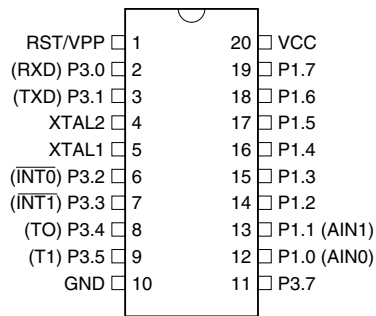 RST/VPP 1 20 VCC
(RXD) P3.0 2 19 P1.7
(TXD) P3.1 3 18 P1.6
XTAL2 4 17 P1.5
XTAL1 5 16 P1.4
(INT0) P3.2 6 15 P1.3
(INT1) P3.3 7 14 P1.2
(TO) P3.4 8 13 P1.1 (AIN1)
(T1) P3.5 9 12 P1.0 (AIN0)
GND 10 11 P3.7